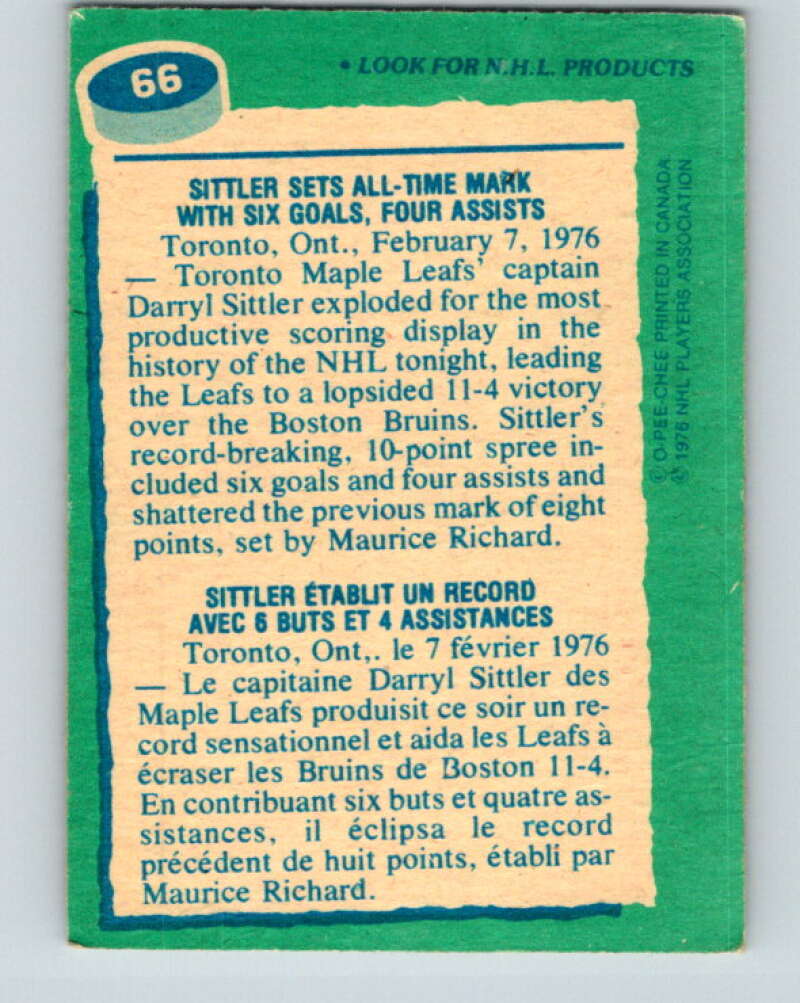 66
• LOOK FOR N.H.L. PRODUCTS
SITTLER SETS ALL-TIME MARK
WITH SIX GOALS, FOUR ASSISTS
Toronto, Ont., February 7, 1976
— Toronto Maple Leafs' captain
Darryl Sittler exploded for the most
productive scoring display in the
history of the NHL tonight, leading
the Leafs to a lopsided 11-4 victory
over the Boston Bruins. Sittler's
record-breaking, 10-point spree in-
cluded six goals and four assists and
shattered the previous mark of eight
points, set by Maurice Richard.
SITTLER ÉTABLIT UN RECORD
AVEC 6 BUTS ET 4 ASSISTANCES
Toronto, Ont,. le 7 février 1976
— Le capitaine Darryl Sittler des
Maple Leafs produisit ce soir un re-
cord sensationnel et aida les Leafs à
écraser les Bruins de Boston 11-4.
En contribuant six buts et quatre as-
sistances, il éclipsa le record
précédent de huit points, établi par
Maurice Richard.
© O-PEE-CHEE PRINTED IN CANADA
© 1976 NHL PLAYERS ASSOCIATION